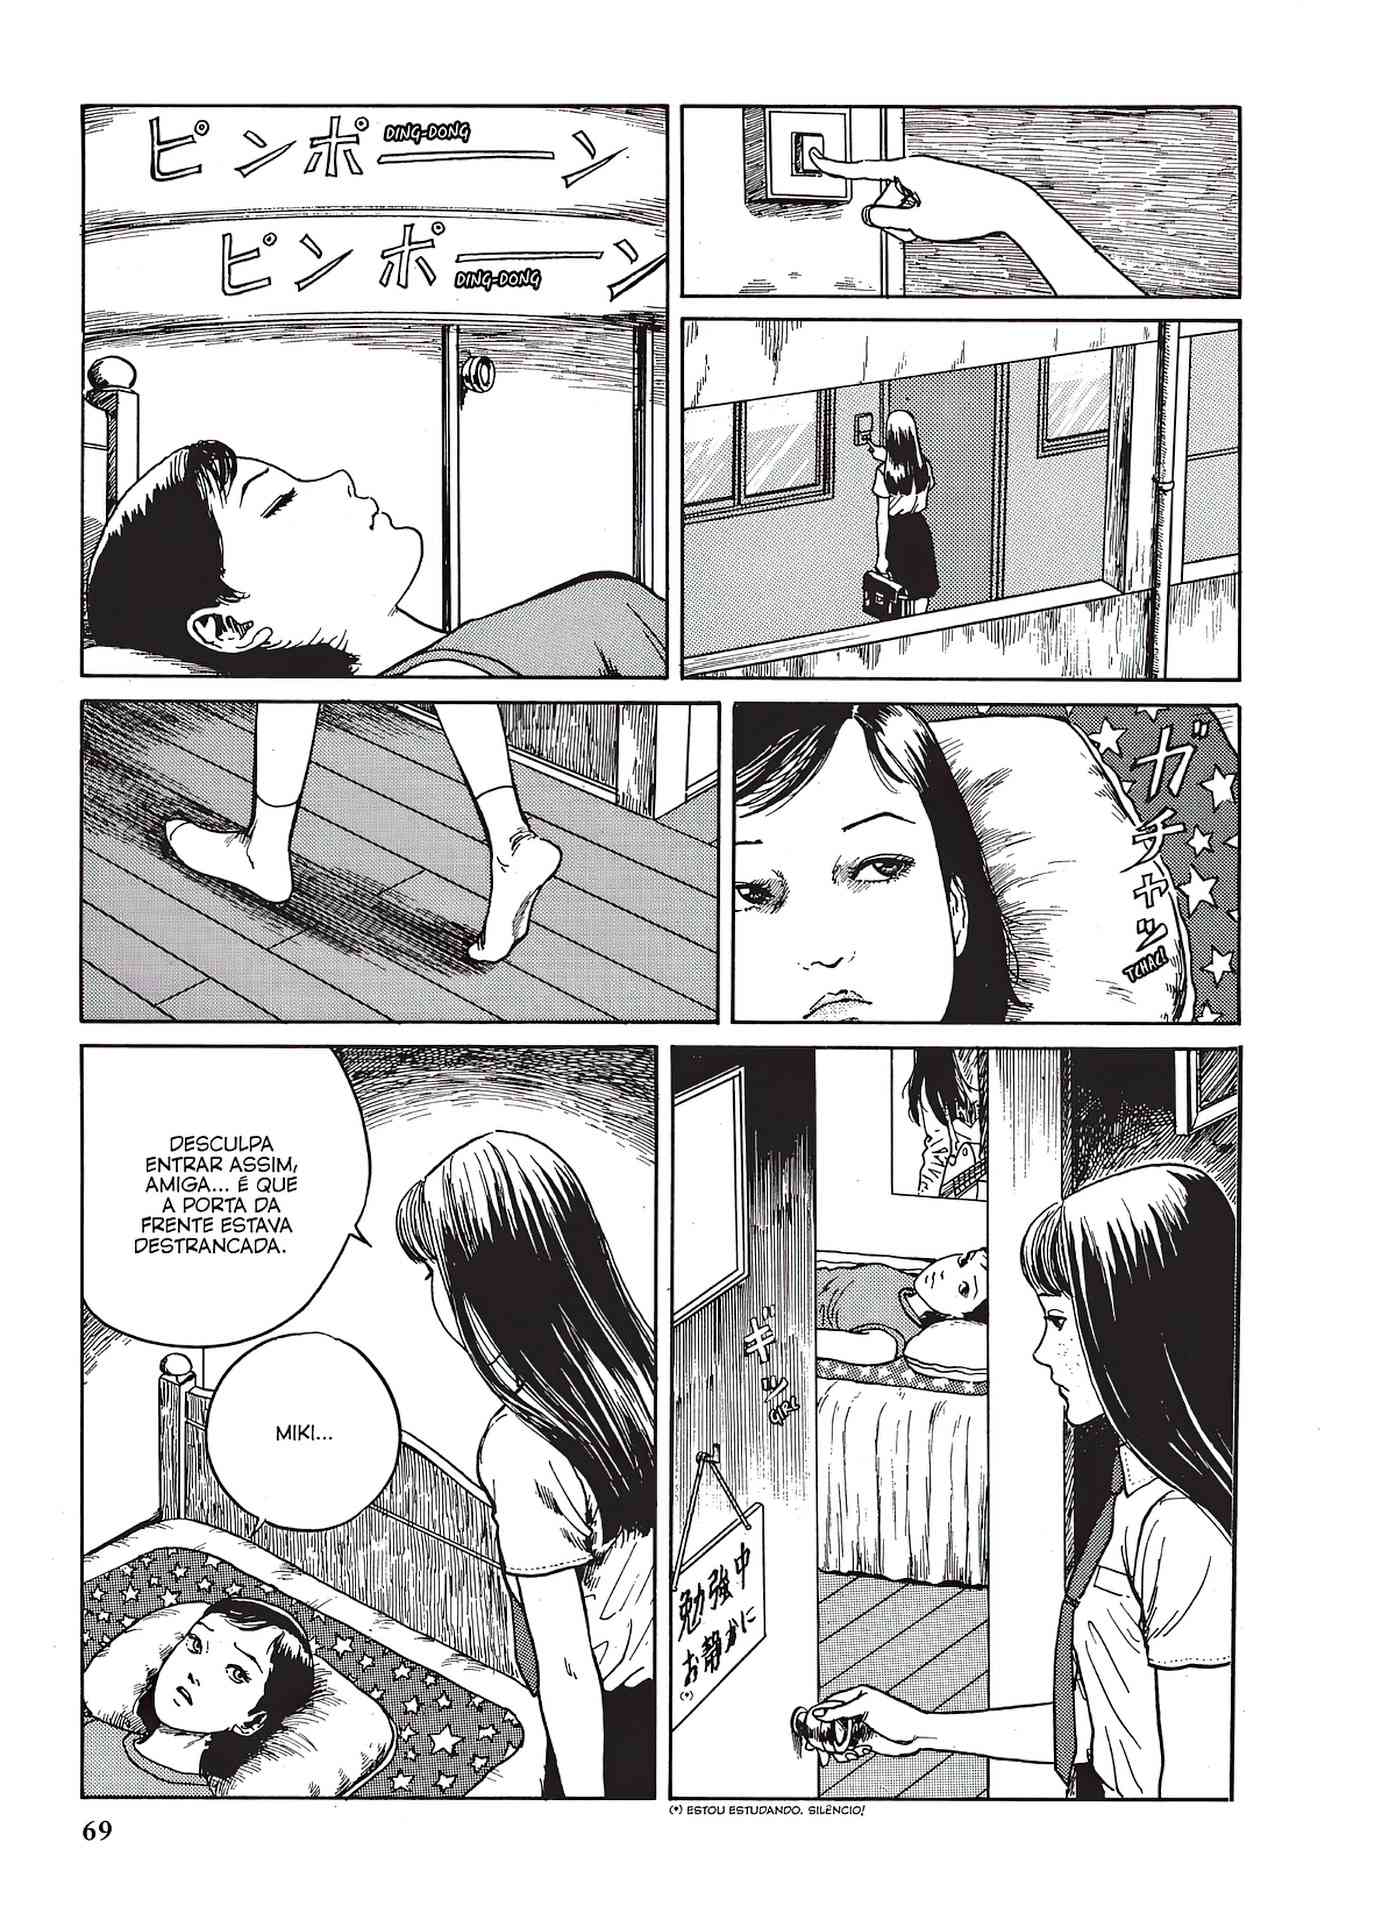 ピンポーン
DING-DONG
ピンポーン
DING-DONG
ガチャッ
TCHAC!
ギッ
GIRL
勉強中
お静かに
(*)
DESCULPA
ENTRAR ASSIM,
AMIGA... É QUE
A PORTA DA
FRENTE ESTAVA
DESTRANCADA.
MIKI...
(*) ESTOU ESTUDANDO. SILÊNCIO!
69